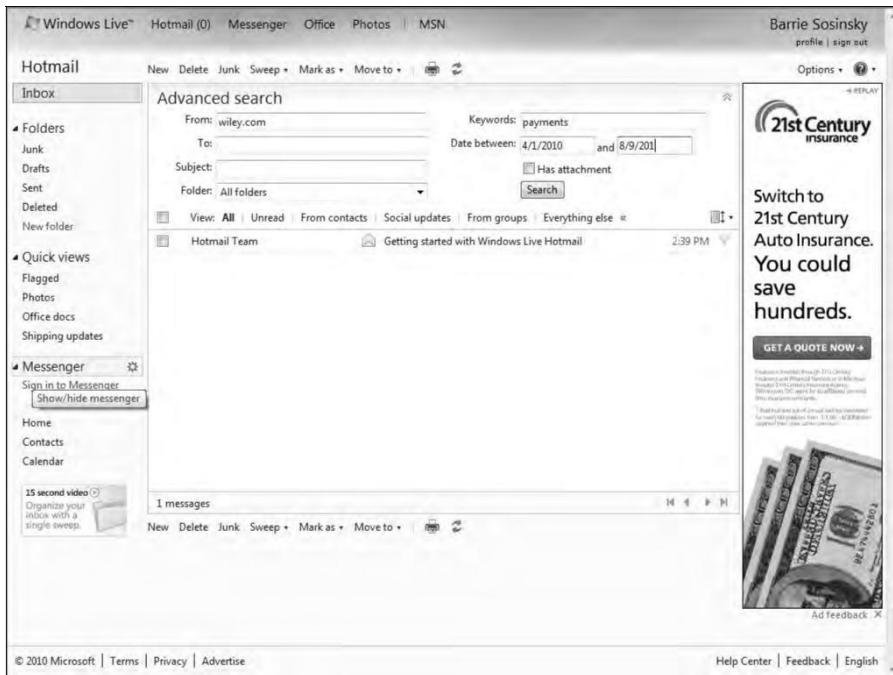 Windows Live™ Hotmail (0) Messenger Office Photos | MSN
Barrie Sosinsky
profile | sign out
Hotmail
New Delete Junk Sweep Mark as Move to
Options
Inbox
Folders
Junk
Drafts
Sent
Deleted
New folder
Quick views
Flagged
Photos
Office docs
Shipping updates
Messenger
Sign in to Messenger
Show/hide messenger
Home
Contacts
Calendar
15 second video
Organize your
inbox with a
single sweep.
Advanced search
From: wiley.com
Keywords: payments
To:
Date between: 4/1/2010 and 8/9/201
Subject:
Has attachment
Folder: All folders
Search
View: All | Unread | From contacts | Social updates | From groups | Everything else «
Hotmail Team Getting started with Windows Live Hotmail 2:39 PM
1 messages
New Delete Junk Sweep Mark as Move to
REPLAY
21st Century
insurance
Switch to
21st Century
Auto Insurance.
You could
save
hundreds.
GET A QUOTE NOW
Ad feedback
© 2010 Microsoft | Terms | Privacy | Advertise
Help Center | Feedback | English